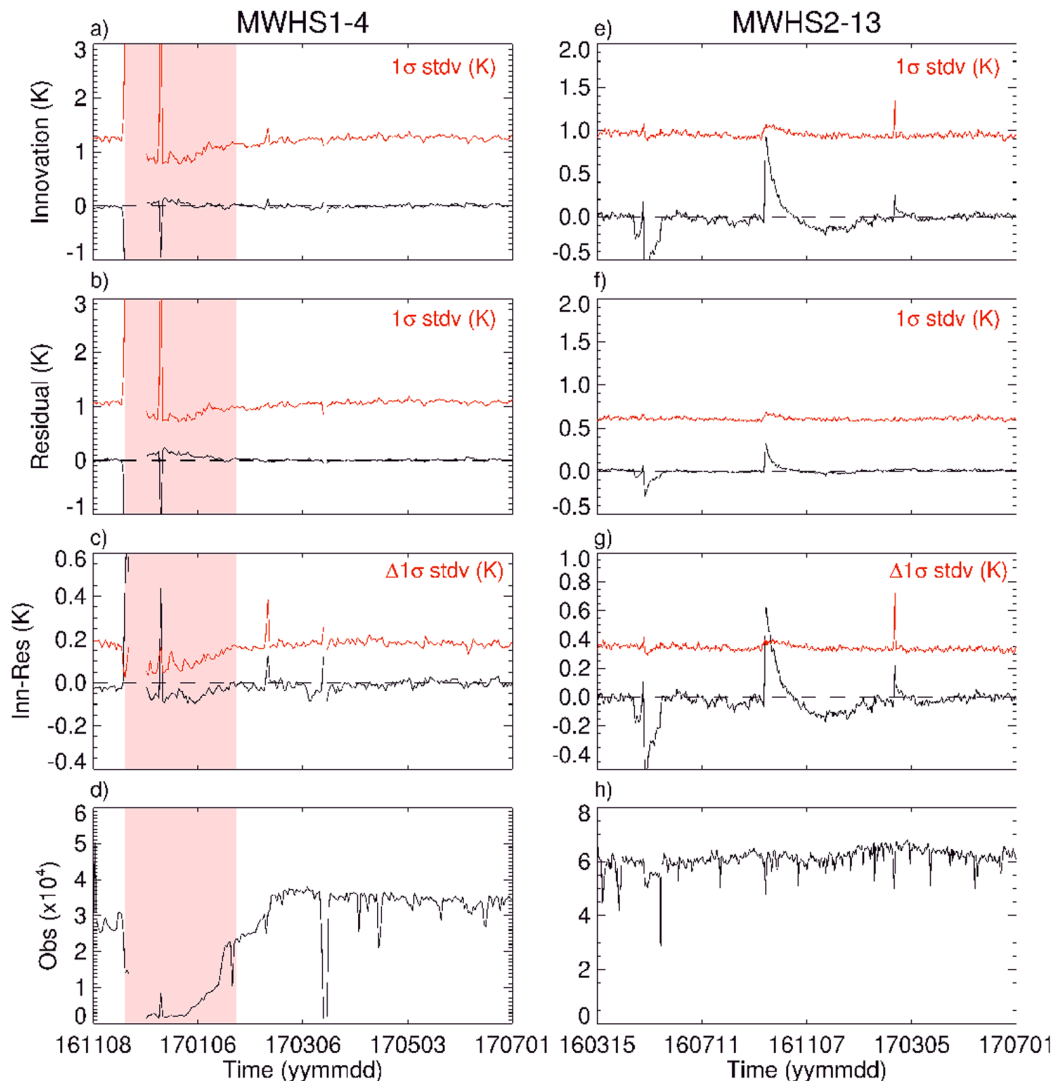 MWHS1-4
MWHS2-13
a)
3
2
1
0
-1
Innovation (K)
1σ stdv (K)
e)
2.0
1.5
1.0
0.5
0.0
-0.5
1σ stdv (K)
b)
3
2
1
0
-1
Residual (K)
1σ stdv (K)
f)
2.0
1.5
1.0
0.5
0.0
-0.5
1σ stdv (K)
c)
0.6
0.4
0.2
0.0
-0.2
-0.4
Inn-Res (K)
Δ1σ stdv (K)
g)
1.0
0.8
0.6
0.4
0.2
0.0
-0.2
-0.4
Δ1σ stdv (K)
d)
6
5
4
3
2
1
0
Obs (x10⁴)
161108 170106 170306 170503 170701
Time (yymmdd)
h)
8
6
4
2
0
160315 160711 161107 170305 170701
Time (yymmdd)